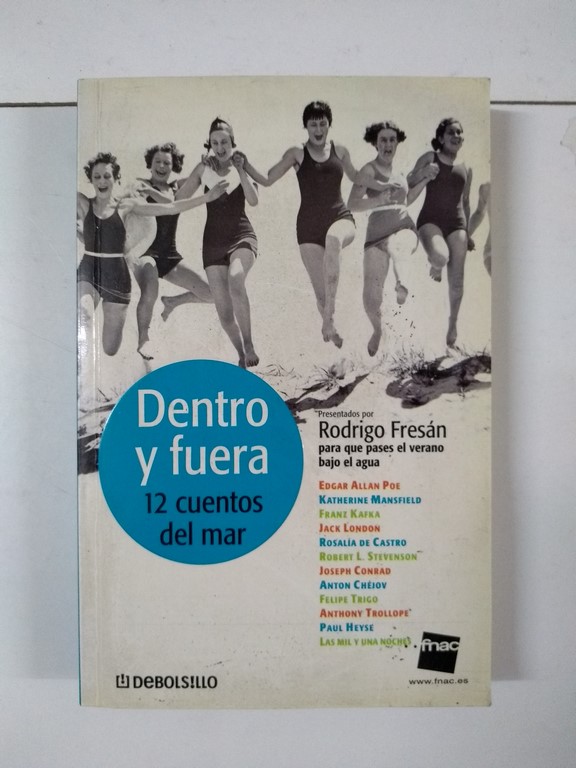 Dentro
y fuera
12 cuentos
del mar
Presentados por
Rodrigo Fresán
para que pases el verano
bajo el agua
Edgar Allan Poe
Katherine Mansfield
Franz Kafka
Jack London
Rosalía de Castro
Robert L. Stevenson
Joseph Conrad
Anton Chéjov
Felipe Trigo
Anthony Trollope
Paul Heyse
Las mil y una noches
fnac
www.fnac.es
DEBOLS!LLO